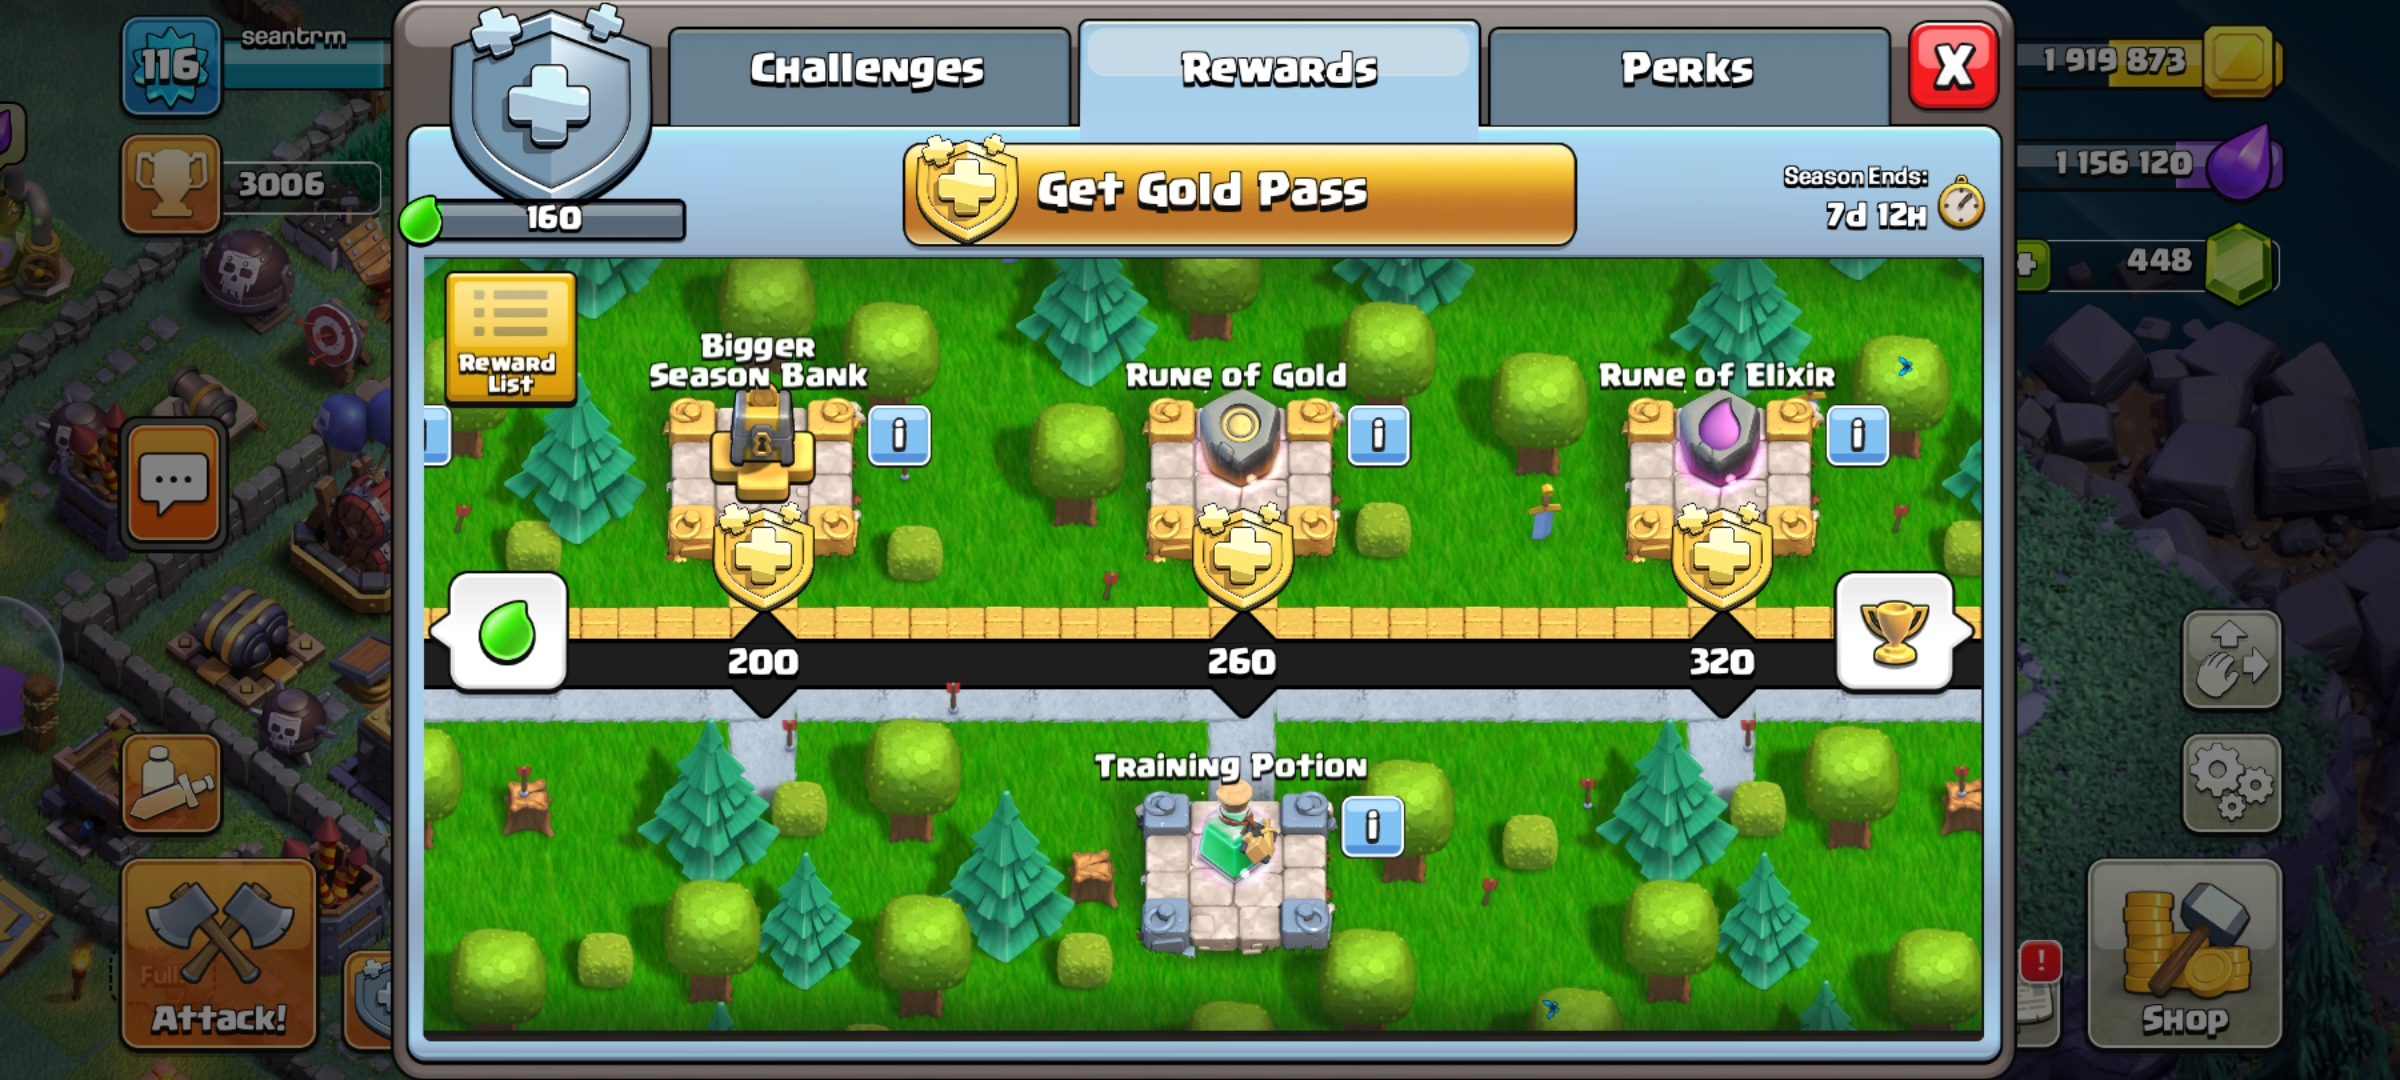 116
seantrm
3006
Challenges
Rewards
Perks
X
1 919 873
1 156 120
448
160
Get Gold Pass
Season Ends:
7d 12H
Reward
List
Bigger
Season Bank
i
Rune of Gold
i
Rune of Elixir
i
200
260
320
Training Potion
i
Full
Attack!
!
Shop